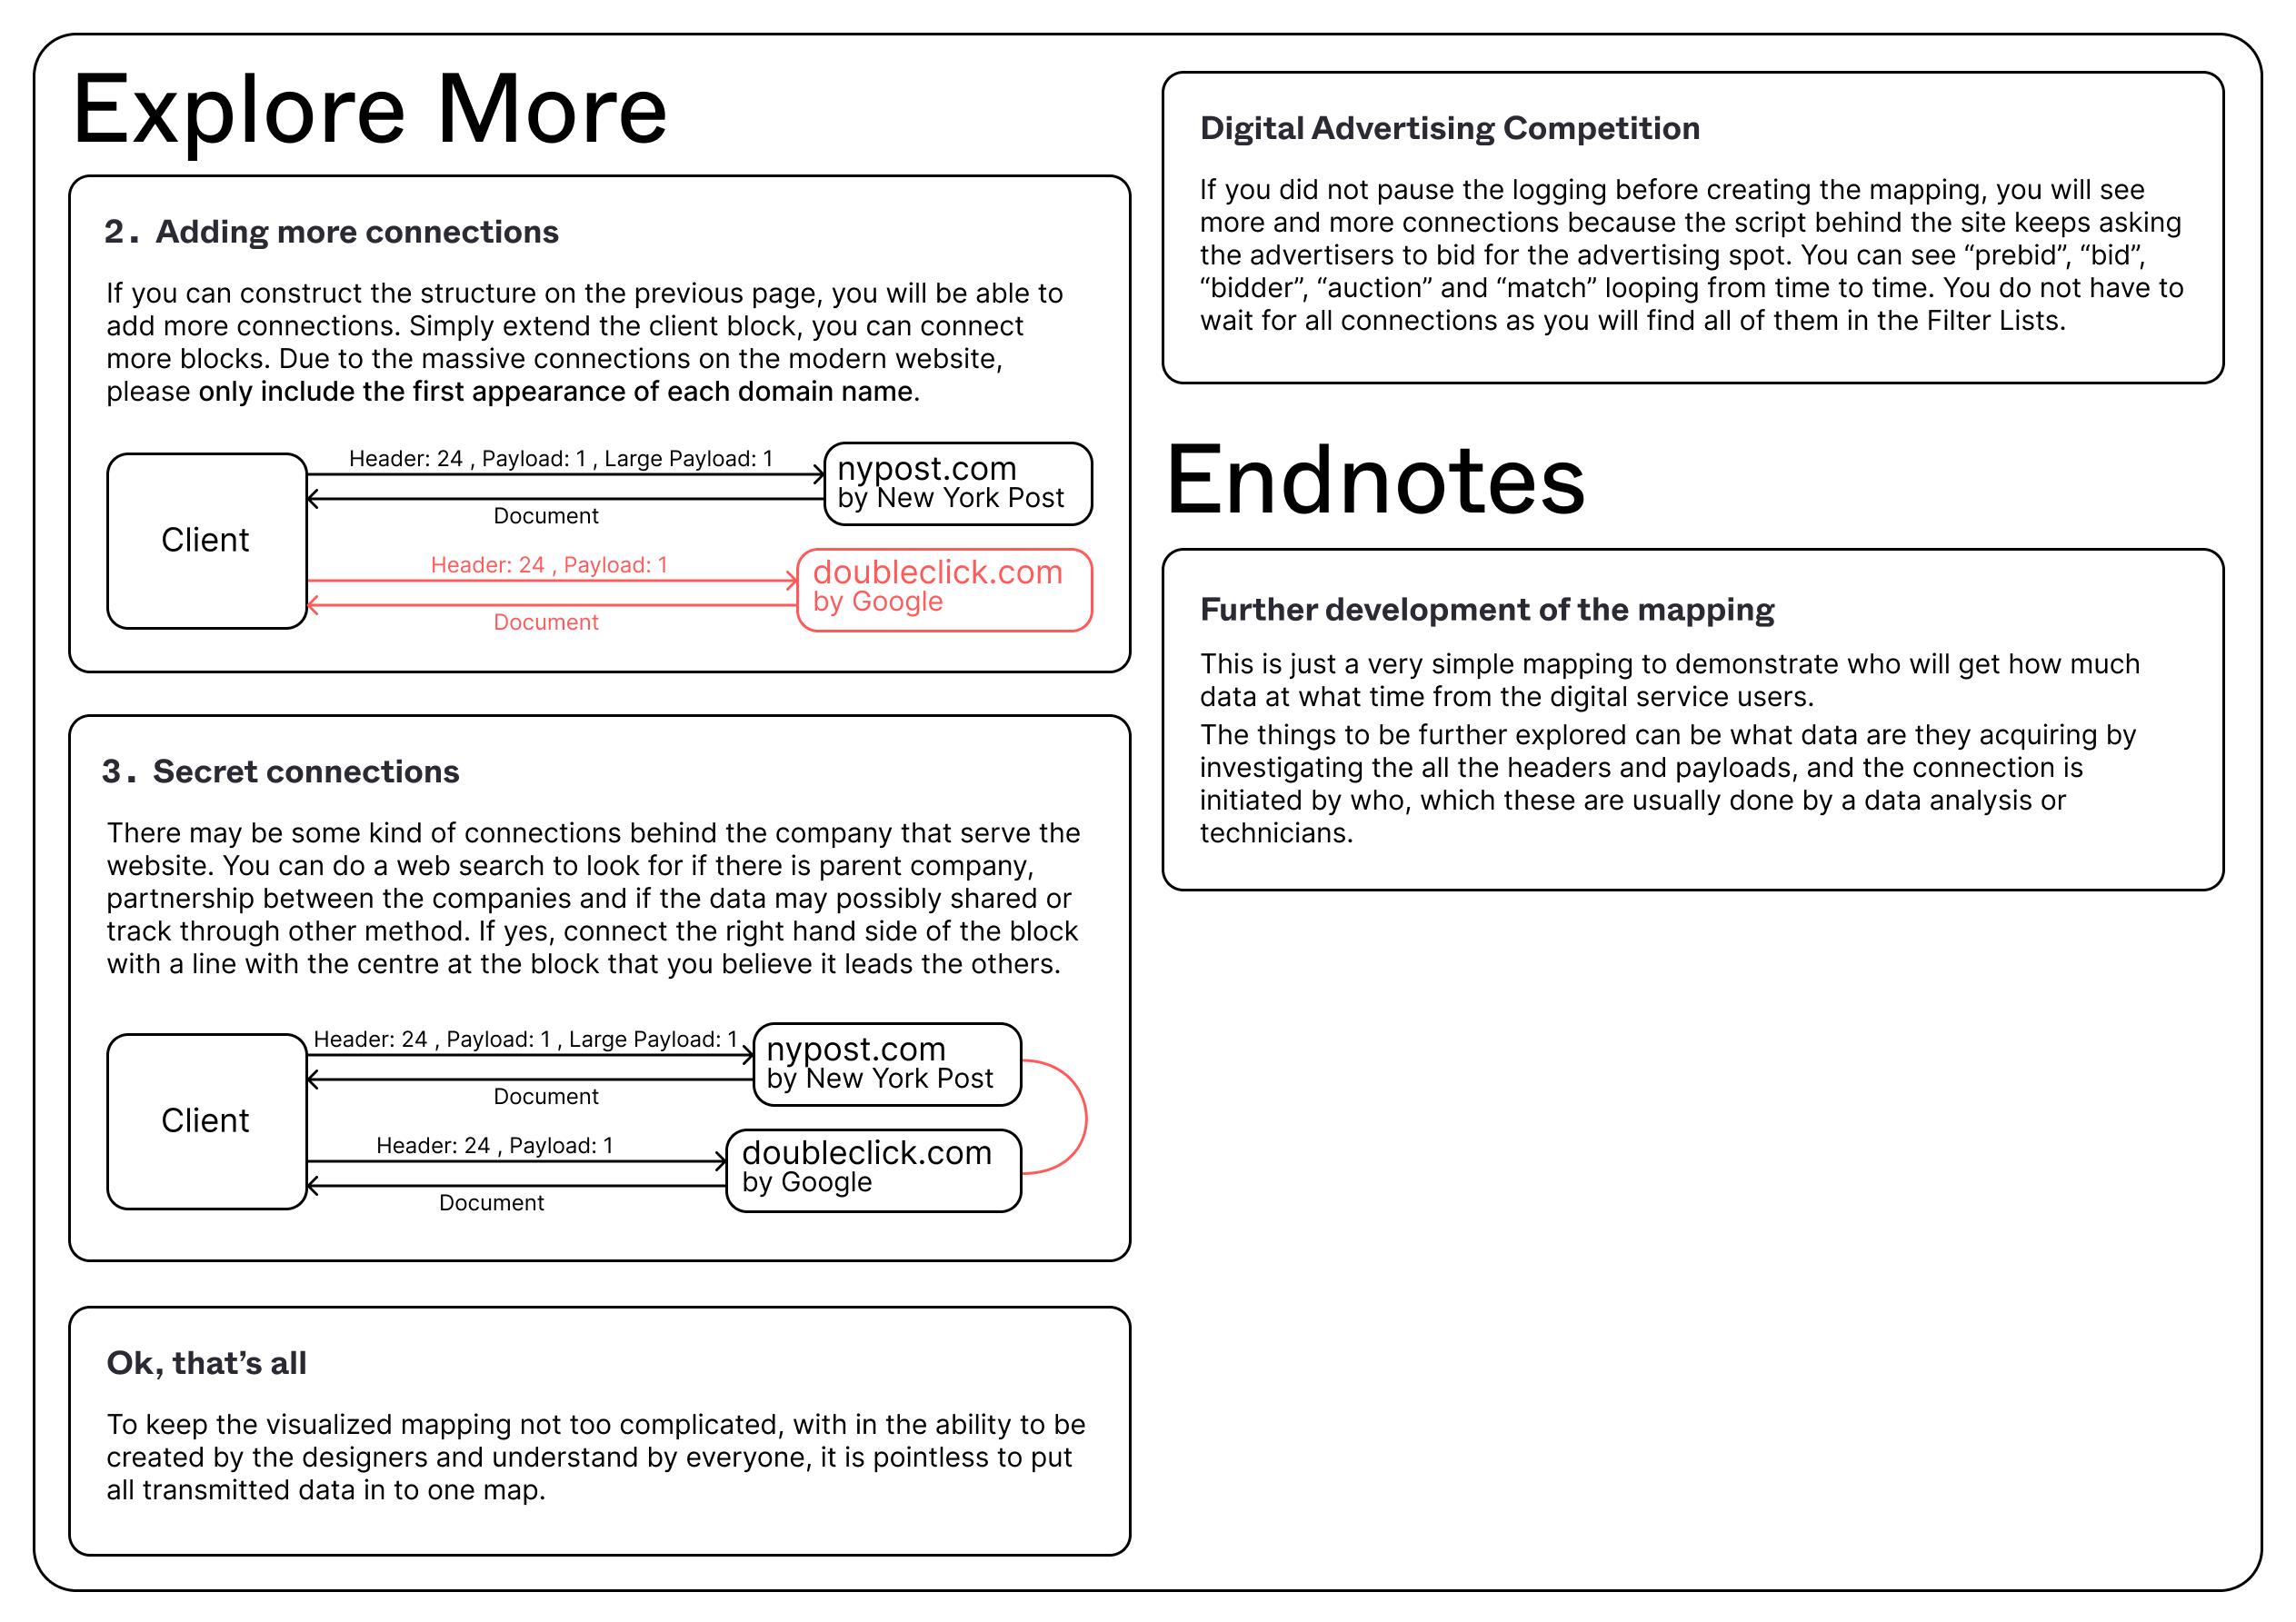 Explore More
2. Adding more connections
If you can construct the structure on the previous page, you will be able to
add more connections. Simply extend the client block, you can connect
more blocks. Due to the massive connections on the modern website,
please only include the first appearance of each domain name.
Client
Header: 24 , Payload: 1 , Large Payload: 1
Document
nypost.com
by New York Post
Header: 24 , Payload: 1
Document
doubleclick.com
by Google
3. Secret connections
There may be some kind of connections behind the company that serve the
website. You can do a web search to look for if there is parent company,
partnership between the companies and if the data may possibly shared or
track through other method. If yes, connect the right hand side of the block
with a line with the centre at the block that you believe it leads the others.
Client
Header: 24 , Payload: 1 , Large Payload: 1
Document
nypost.com
by New York Post
Header: 24 , Payload: 1
Document
doubleclick.com
by Google
Ok, that’s all
To keep the visualized mapping not too complicated, with in the ability to be
created by the designers and understand by everyone, it is pointless to put
all transmitted data in to one map.
Digital Advertising Competition
If you did not pause the logging before creating the mapping, you will see
more and more connections because the script behind the site keeps asking
the advertisers to bid for the advertising spot. You can see “prebid”, “bid”,
“bidder”, “auction” and “match” looping from time to time. You do not have to
wait for all connections as you will find all of them in the Filter Lists.
Endnotes
Further development of the mapping
This is just a very simple mapping to demonstrate who will get how much
data at what time from the digital service users.
The things to be further explored can be what data are they acquiring by
investigating the all the headers and payloads, and the connection is
initiated by who, which these are usually done by a data analysis or
technicians.